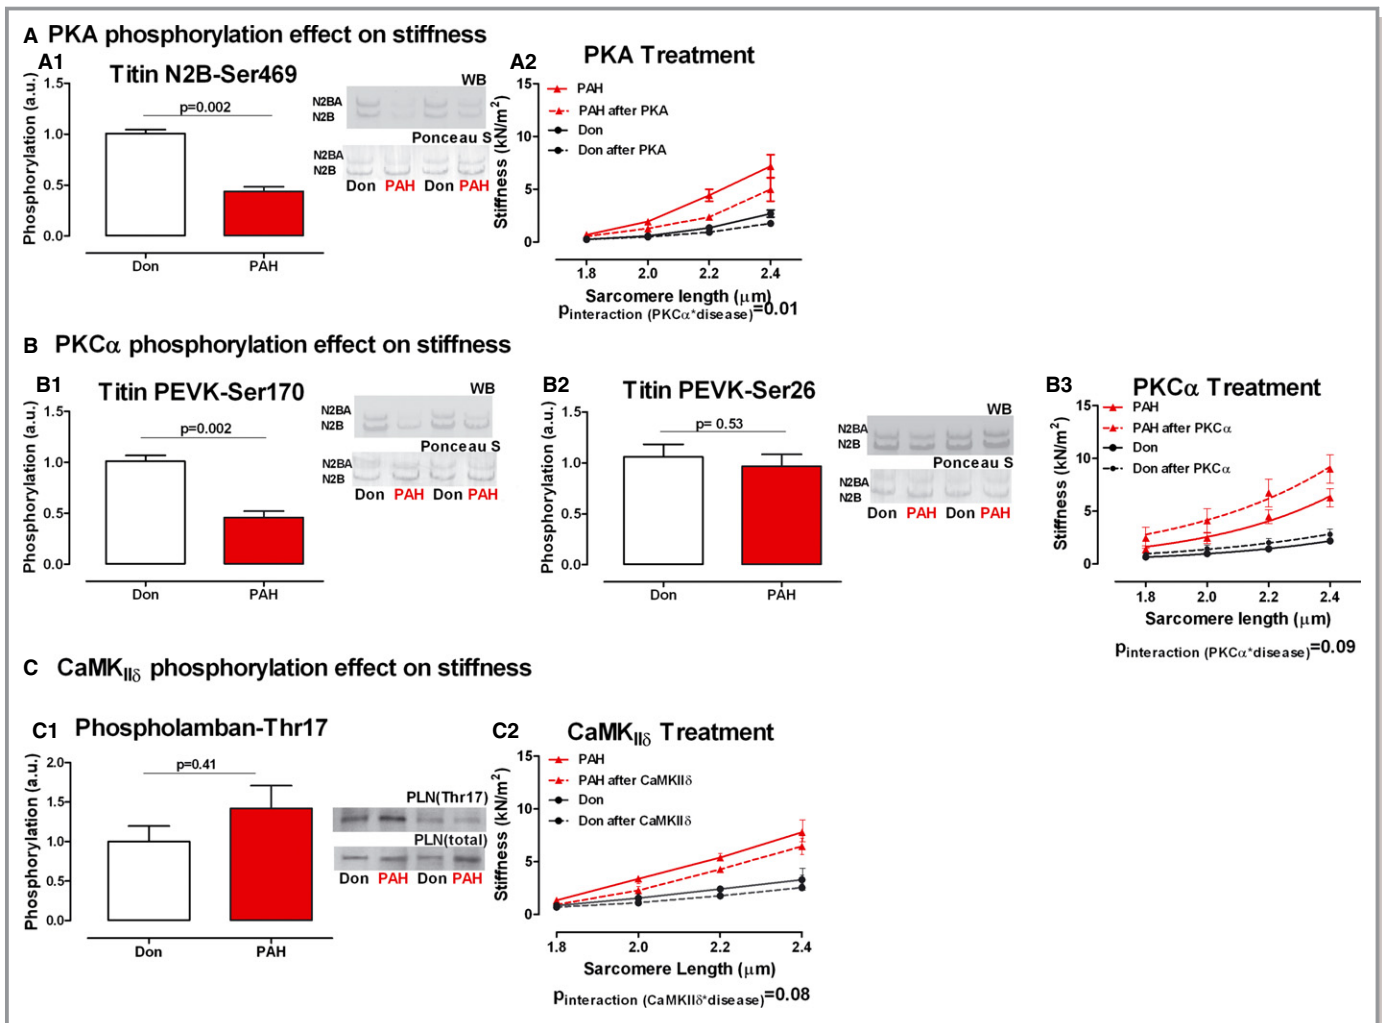 A PKA phosphorylation effect on stiffness
A1
Titin N2B-Ser469
Phosphorylation (a.u.)
1.5
1.0
0.5
0.0
p=0.002
Don
PAH
WB
N2BA
N2B
Ponceau S
N2BA
N2B
Don PAH Don PAH
A2
PKA Treatment
Stiffness (kN/m2)
15
10
5
0
PAH
PAH after PKA
Don
Don after PKA
1.8
2.0
2.2
2.4
Sarcomere length (μm)
pinteraction (PKCα*disease)=0.01
B PKCα phosphorylation effect on stiffness
B1
Titin PEVK-Ser170
Phosphorylation (a.u.)
1.5
1.0
0.5
0.0
p=0.002
Don
PAH
WB
N2BA
N2B
Ponceau S
N2BA
N2B
Don PAH Don PAH
B2
Titin PEVK-Ser26
Phosphorylation (a.u.)
1.5
1.0
0.5
0.0
p= 0.53
Don
PAH
WB
N2BA
N2B
Ponceau S
N2BA
N2B
Don PAH Don PAH
B3
PKCα Treatment
Stiffness (kN/m2)
15
10
5
0
PAH
PAH after PKCα
Don
Don after PKCα
1.8
2.0
2.2
2.4
Sarcomere length (μm)
pinteraction (PKCα*disease)=0.09
C CaMKIIδ phosphorylation effect on stiffness
C1
Phospholamban-Thr17
Phosphorylation (a.u.)
2.0
1.5
1.0
0.5
0.0
p=0.41
Don
PAH
PLN(Thr17)
PLN(total)
Don PAH Don PAH
C2
CaMKIIδ Treatment
Stiffness (kN/m2)
15
10
5
0
PAH
PAH after CaMKIIδ
Don
Don after CaMKIIδ
1.8
2.0
2.2
2.4
Sarcomere Length (μm)
pinteraction (CaMKIIδ*disease)=0.08